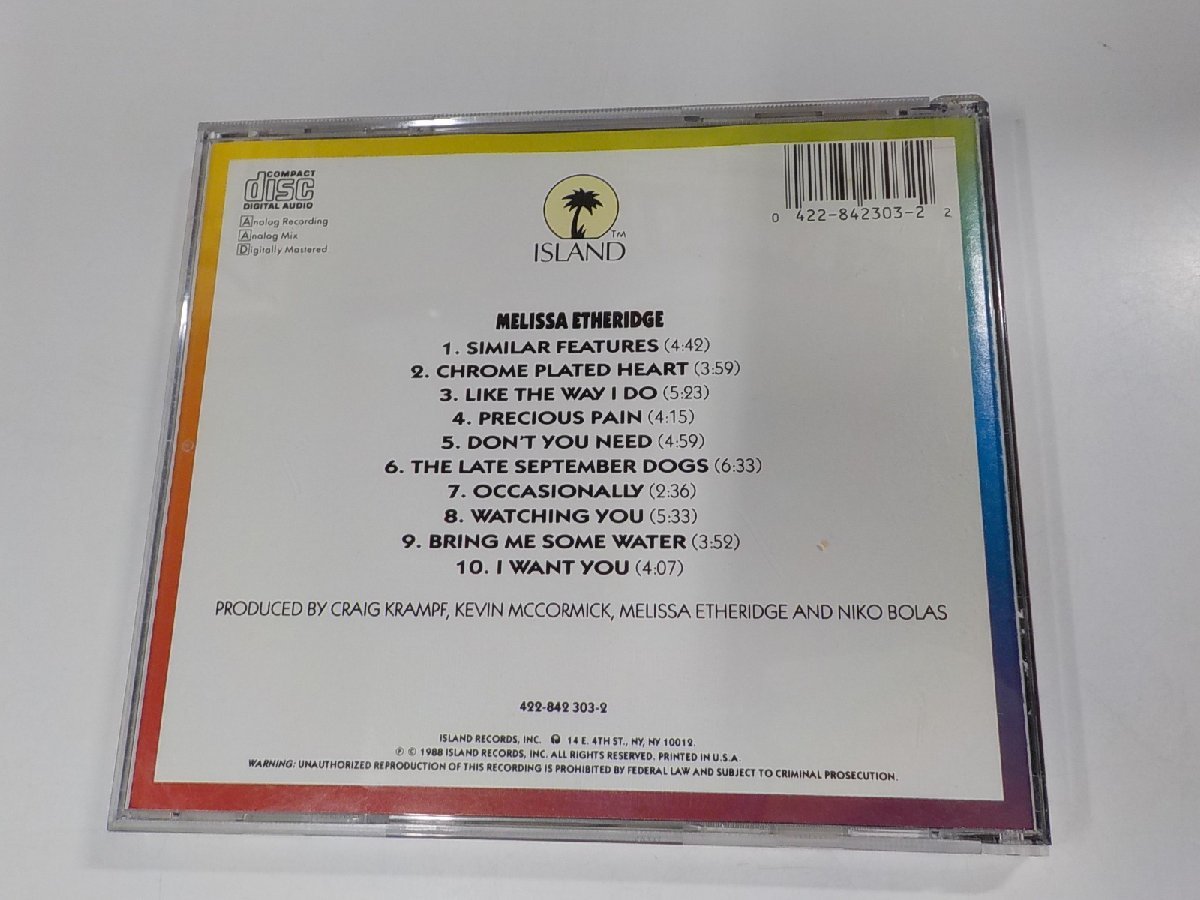 COMPACT
disc
DIGITAL AUDIO
Analog Recording
Analog Mix
Digitally Mastered
TM
ISLAND
0 422-842303-2 2
MELISSA ETHERIDGE
1. SIMILAR FEATURES (4:42)
2. CHROME PLATED HEART (3:59)
3. LIKE THE WAY I DO (5:23)
4. PRECIOUS PAIN (4:15)
5. DON'T YOU NEED (4:59)
6. THE LATE SEPTEMBER DOGS (6:33)
7. OCCASIONALLY (2:36)
8. WATCHING YOU (5:33)
9. BRING ME SOME WATER (3:52)
10. I WANT YOU (4:07)
PRODUCED BY CRAIG KRAMPF, KEVIN MCCORMICK, MELISSA ETHERIDGE AND NIKO BOLAS
422-842 303-2
ISLAND RECORDS, INC. 14 E. 4TH ST., NY, NY 10012.
℗ © 1988 ISLAND RECORDS, INC. ALL RIGHTS RESERVED. PRINTED IN U.S.A.
WARNING: UNAUTHORIZED REPRODUCTION OF THIS RECORDING IS PROHIBITED BY FEDERAL LAW AND SUBJECT TO CRIMINAL PROSECUTION.